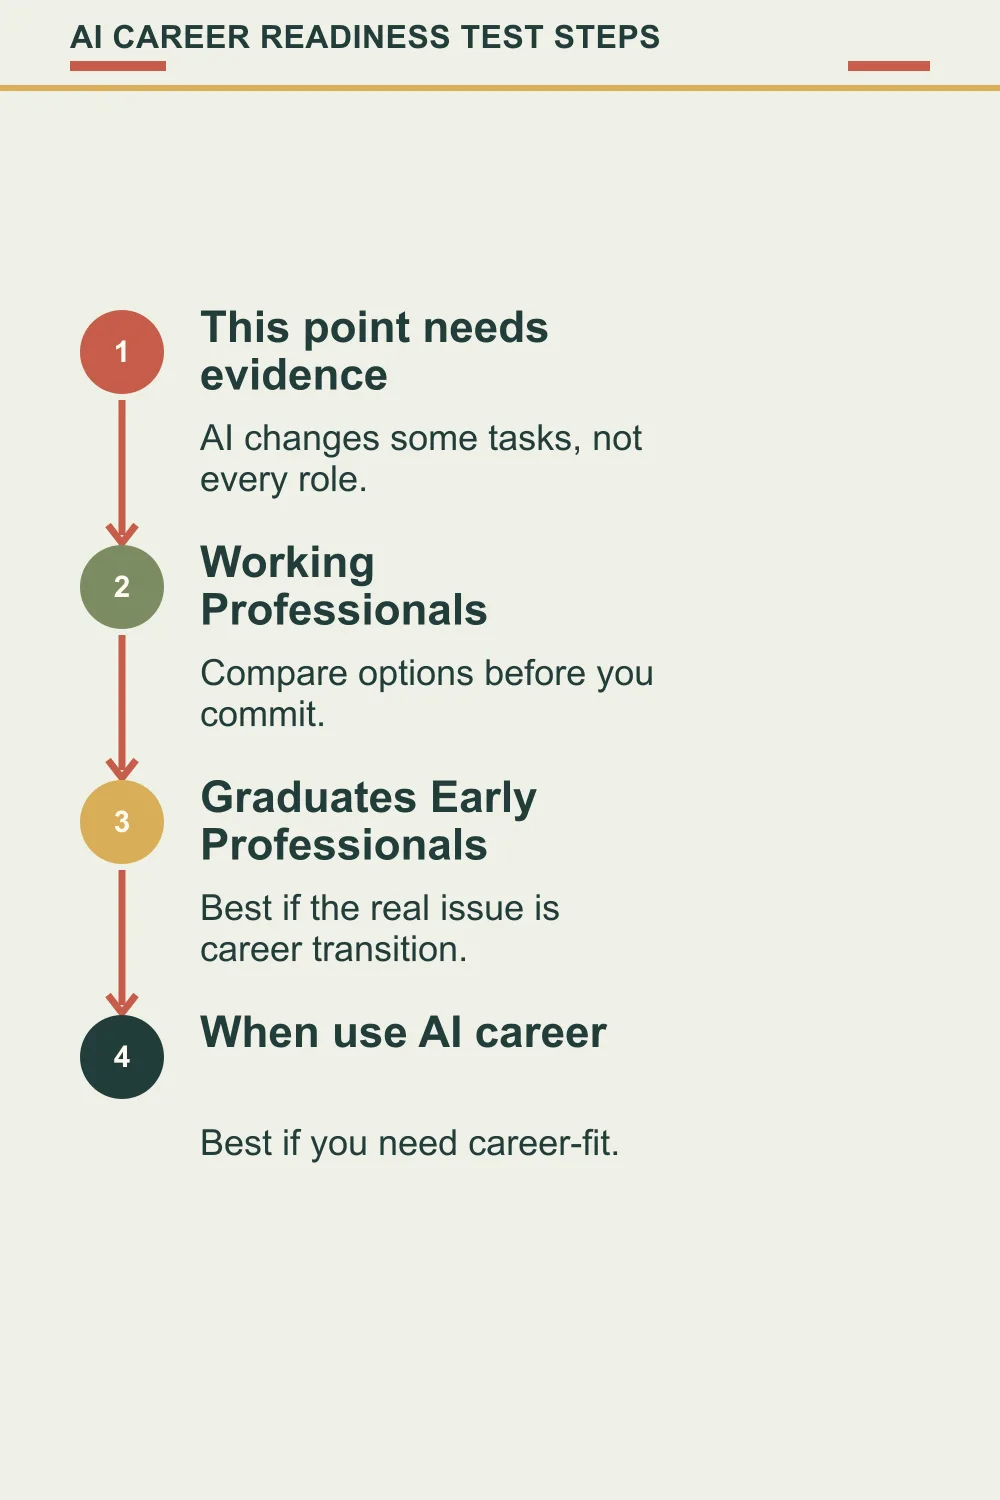 AI CAREER READINESS TEST STEPS
1
This point needs
evidence
AI changes some tasks, not
every role.
2
Working
Professionals
Compare options before you
commit.
3
Graduates Early
Professionals
Best if the real issue is
career transition.
4
When use AI career
Best if you need career-fit.